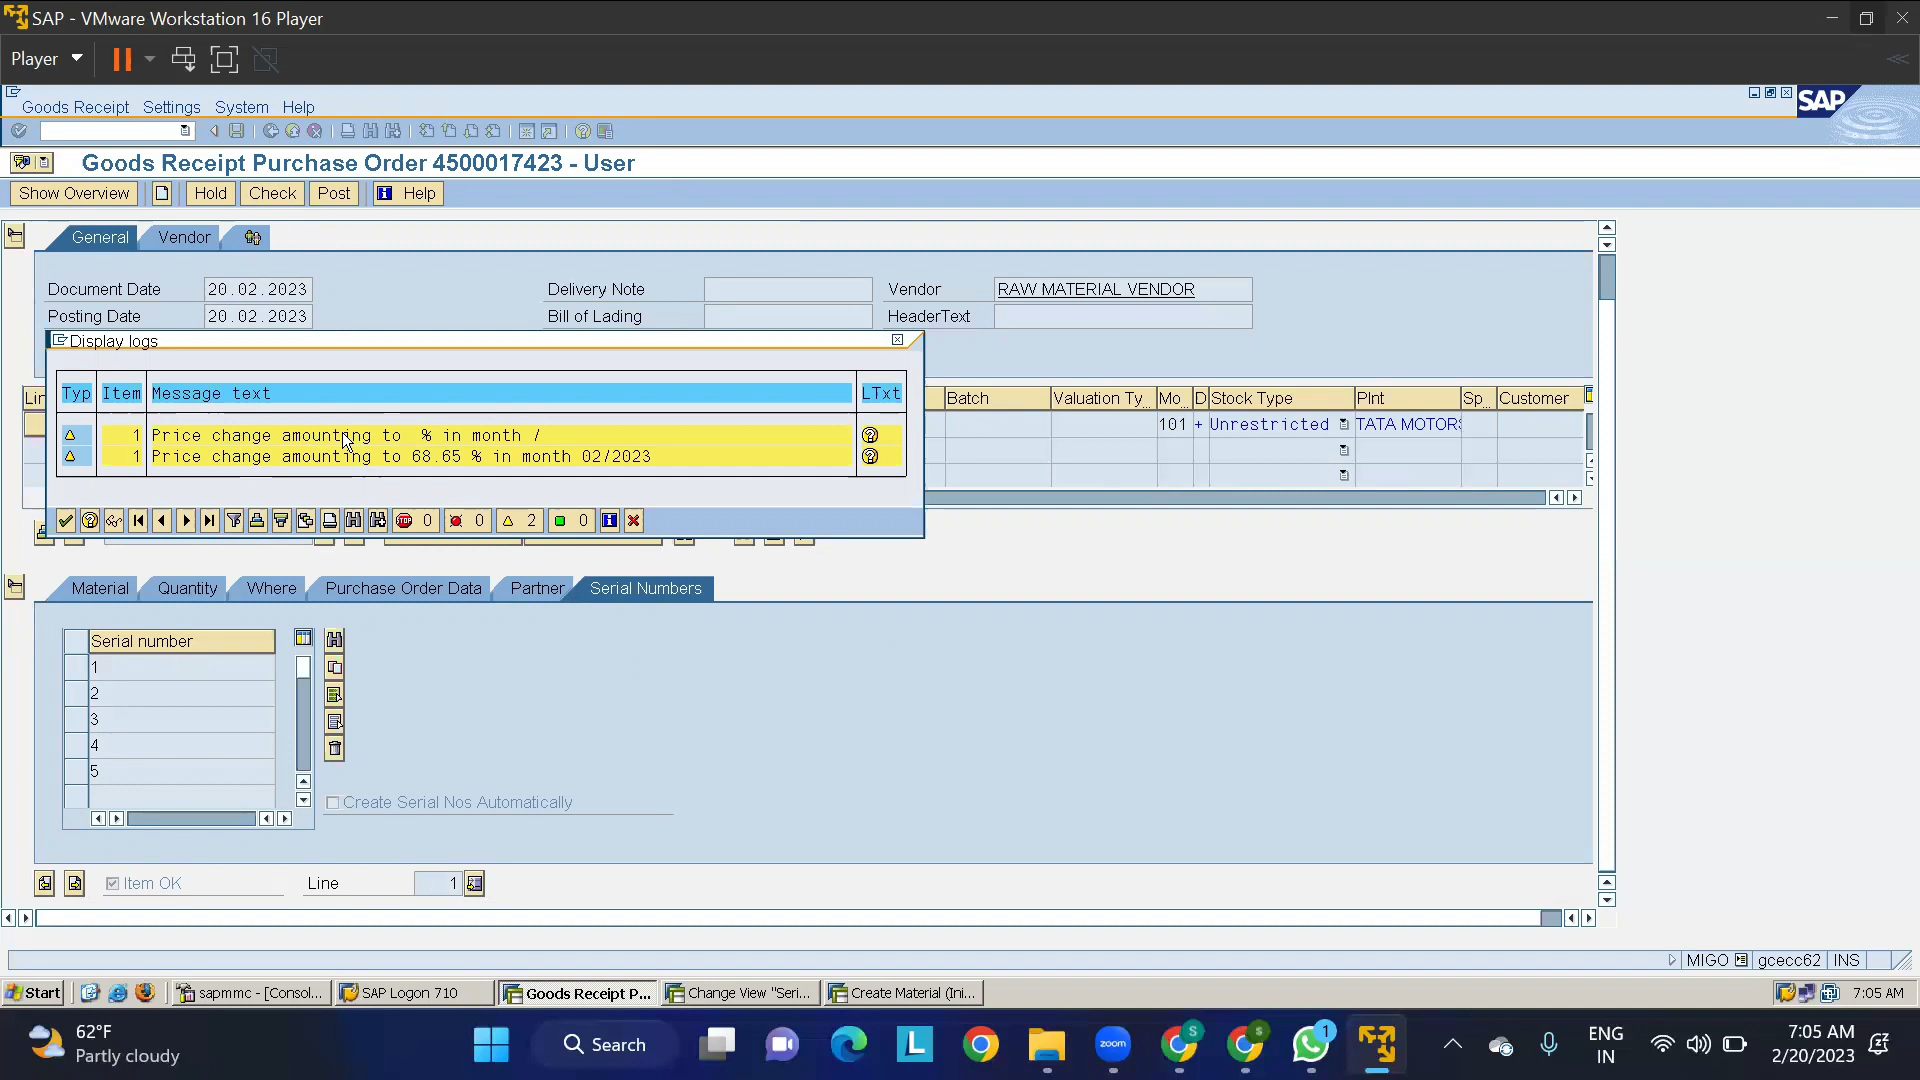 SAP - VMware Workstation 16 Player
Player
Goods Receipt Settings System Help
SAP
Goods Receipt Purchase Order 4500017423 - User
Show Overview Hold Check Post Help
General Vendor
Document Date 20.02.2023 Delivery Note Vendor RAW MATERIAL VENDOR
Posting Date 20.02.2023 Bill of Lading HeaderText
Display logs
Typ Item Message text LTxt
1 Price change amounting to % in month /
1 Price change amounting to 68.65 % in month 02/2023
STOP 0 0 2 0
Batch Valuation Ty... Mo... D Stock Type Plnt Sp... Customer
101 + Unrestricted TATA MOTORS
Material Quantity Where Purchase Order Data Partner Serial Numbers
Serial number
1
2
3
4
5
Create Serial Nos Automatically
Item OK Line 1
MIGO gcecc62 INS
Start sapmmc - [Consol... SAP Logon 710 Goods Receipt P... Change View "Seri... Create Material (Ini... 7:05 AM
62°F
Partly cloudy
Search
L
zoom
S
S
1
ENG
IN
7:05 AM
2/20/2023